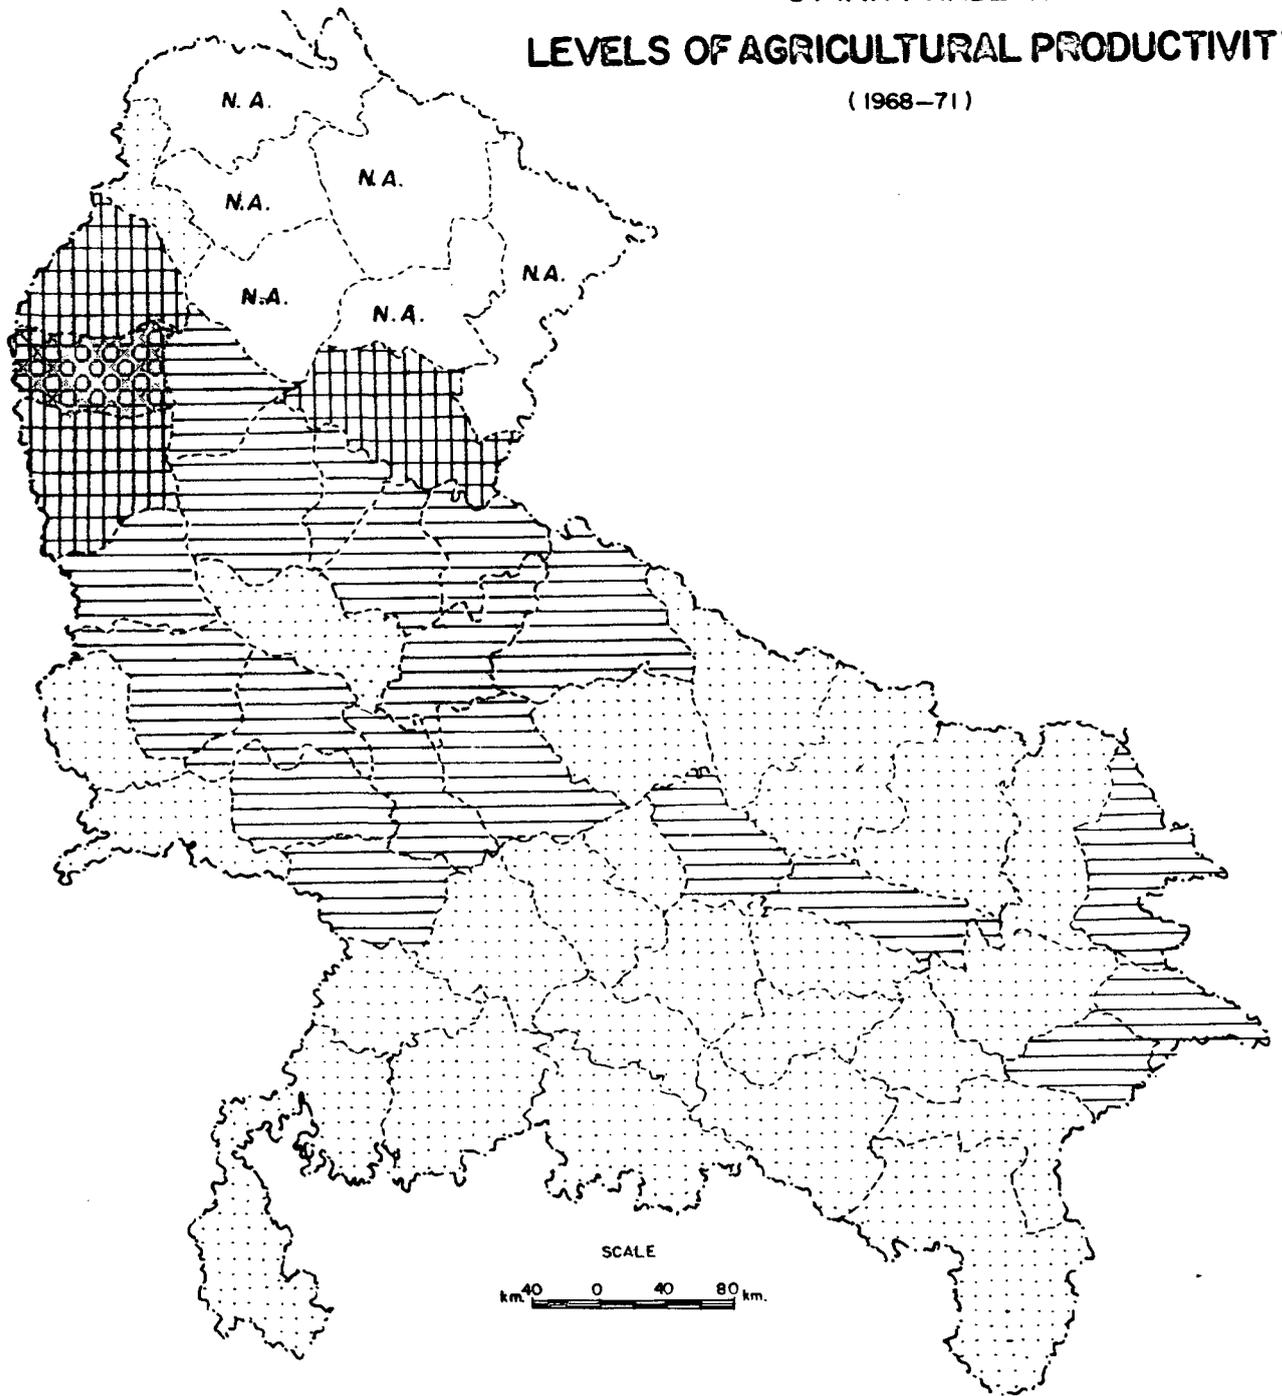 LEVELS OF AGRICULTURAL PRODUCTIVIT
(1968–71)
N.A.
N.A.
N.A.
N.A.
N.A.
N.A.
SCALE
km. 40 0 40 80 km.